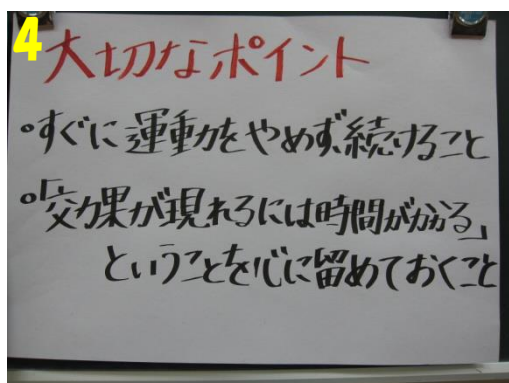 4
大切なポイント
・すぐに運動をやめず、続けること
・「効果が現れるには時間がかかる」
ということを心に留めておくこと